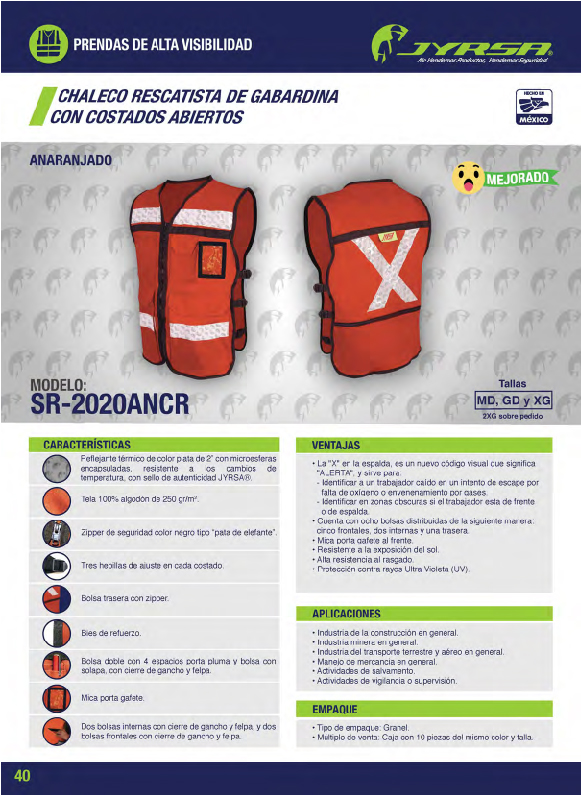 PRENDAS DE ALTA VISIBILIDAD
JYRSA®
No Vendemos Productos, Vendemos Seguridad
CHALECO RESCATISTA DE GABARDINA
CON COSTADOS ABIERTOS
HECHO EN
MÉXICO
ANARANJADO
MEJORADO
MODELO:
SR-2020ANCR
Tallas
MD, GD y XG
2XG sobre pedido
CARACTERÍSTICAS
Reflejante térmico de color plata de 2" con microesferas
encapsuladas, resistente a os cambios de
temperatura, con sello de autenticidad JYRSA®.
Tela 100% algodón de 250 gr/m².
Zipper de seguridad color negro tipo "pata de elefante".
Tres hebillas de ajuste en cada costado.
Bolsa trasera con zipper.
Bies de refuerzo.
Bolsa doble con 4 espacios porta pluma y bolsa con
solapa, con cierre de gancho y felpa.
Mica porta gafete.
Dos bolsas internas con cierre de gancho y felpa, y dos
bolsas frontales con cierre de gancho y felpa.
VENTAJAS
• La "X" en la espalda, es un nuevo código visual que significa
"ALERTA", y sirve para:
- Identificar a un trabajador caído en un intento de escape por
falta de oxígeno o envenenamiento por gases.
- Identificar en zonas obscuras si el trabajador esta de frente
o de espalda.
• Cuenta con ocho bolsas distribuidas de la siguiente manera:
cinco frontales, dos internas y una trasera.
• Mica porta gafete al frente.
• Resistente a la exposición del sol.
• Alta resistencia al rasgado.
• Protección contra rayos Ultra Violeta (UV).
APLICACIONES
• Industria de la construcción en general.
• Industria minera en general.
• Industria del transporte terrestre y aéreo en general.
• Manejo de mercancía en general.
• Actividades de salvamento.
• Actividades de vigilancia o supervisión.
EMPAQUE
• Tipo de empaque: Granel.
• Múltiplo de venta: Caja con 10 piezas del mismo color y talla.
40